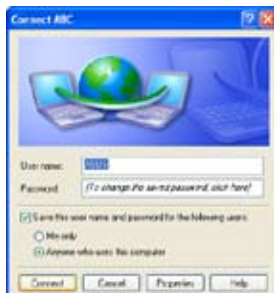 Connect ABC
User name:
Password:
[To change the saved password, click here]
Save this user name and password for the following users:
Me only
Anyone who uses this computer
Connect Cancel Properties Help